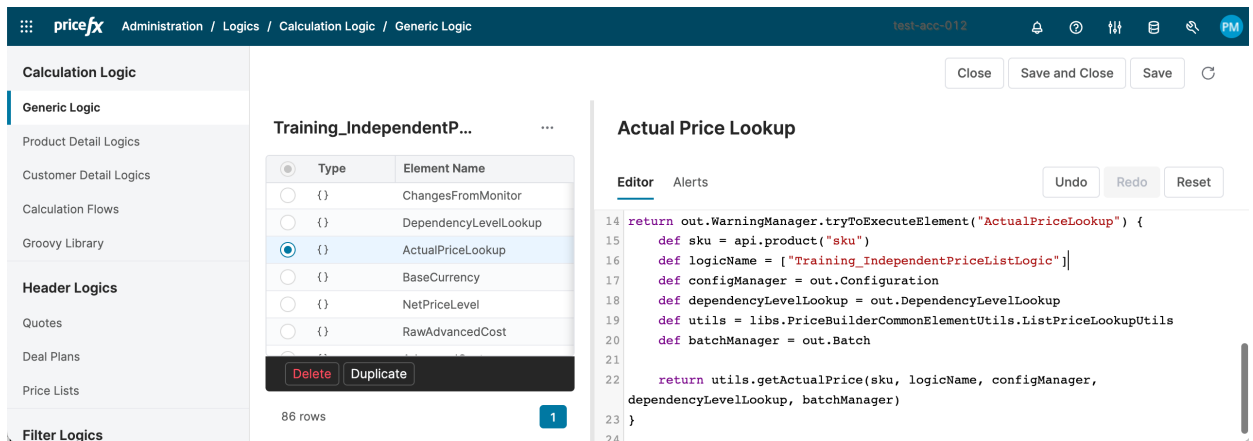 pricefx Administration / Logics / Calculation Logic / Generic Logic test-acc-012 PM
Calculation Logic
Generic Logic
Product Detail Logics
Customer Detail Logics
Calculation Flows
Groovy Library
Header Logics
Quotes
Deal Plans
Price Lists
Filter Logics
Close Save and Close Save
Training_IndependentP... ...
Type Element Name
{} ChangesFromMonitor
{} DependencyLevelLookup
{} ActualPriceLookup
{} BaseCurrency
{} NetPriceLevel
{} RawAdvancedCost
Delete Duplicate
86 rows 1
Actual Price Lookup
Editor Alerts Undo Redo Reset
14 return out.WarningManager.tryToExecuteElement("ActualPriceLookup") {
15 def sku = api.product("sku")
16 def logicName = ["Training_IndependentPriceListLogic"]
17 def configManager = out.Configuration
18 def dependencyLevelLookup = out.DependencyLevelLookup
19 def utils = libs.PriceBuilderCommonElementUtils.ListPriceLookupUtils
20 def batchManager = out.Batch
21
22 return utils.getActualPrice(sku, logicName, configManager,
dependencyLevelLookup, batchManager)
23 }
24